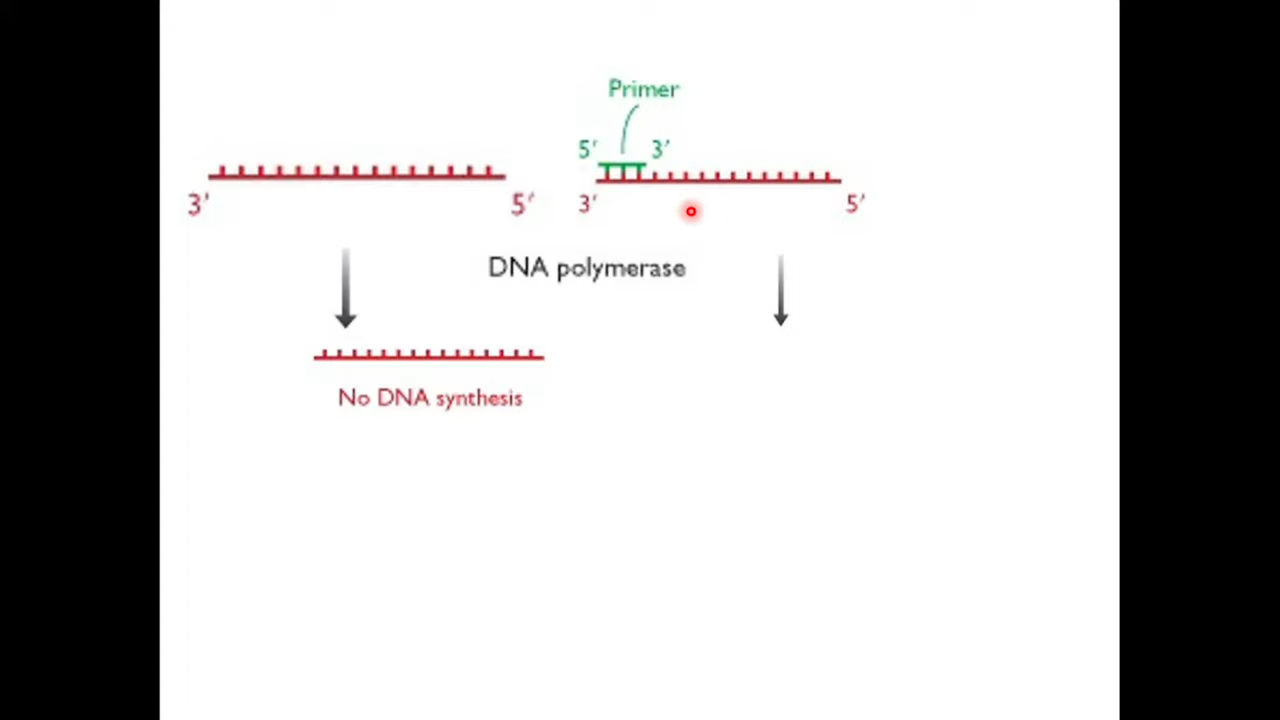 Primer
5′ 3′
3′ 5′ 3′ 5′
DNA polymerase
No DNA synthesis